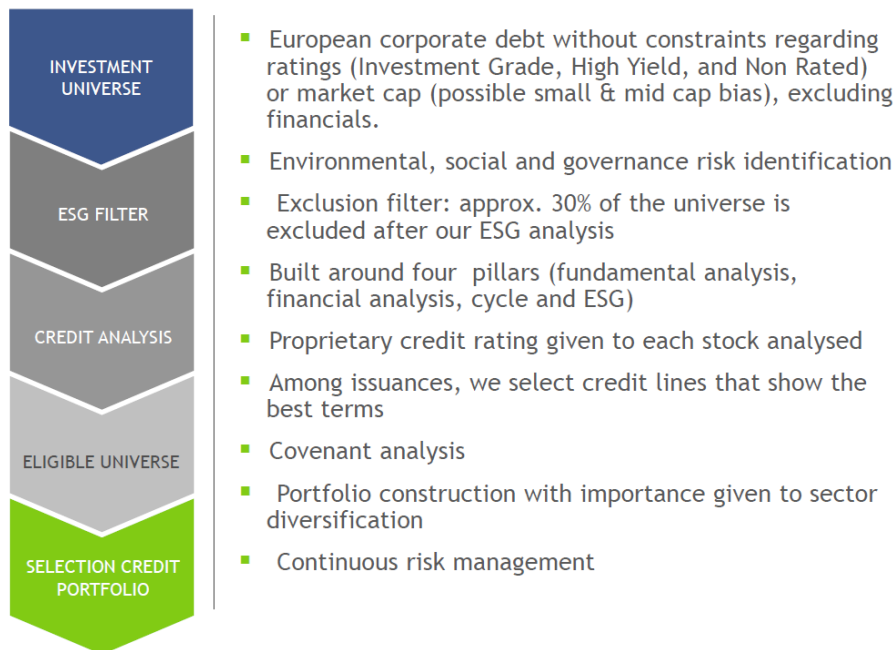 INVESTMENT
UNIVERSE
ESG FILTER
CREDIT ANALYSIS
ELIGIBLE UNIVERSE
SELECTION CREDIT
PORTFOLIO
▪ European corporate debt without constraints regarding
ratings (Investment Grade, High Yield, and Non Rated)
or market cap (possible small & mid cap bias), excluding
financials.
▪ Environmental, social and governance risk identification
▪ Exclusion filter: approx. 30% of the universe is
excluded after our ESG analysis
▪ Built around four pillars (fundamental analysis,
financial analysis, cycle and ESG)
▪ Proprietary credit rating given to each stock analysed
▪ Among issuances, we select credit lines that show the
best terms
▪ Covenant analysis
▪ Portfolio construction with importance given to sector
diversification
▪ Continuous risk management